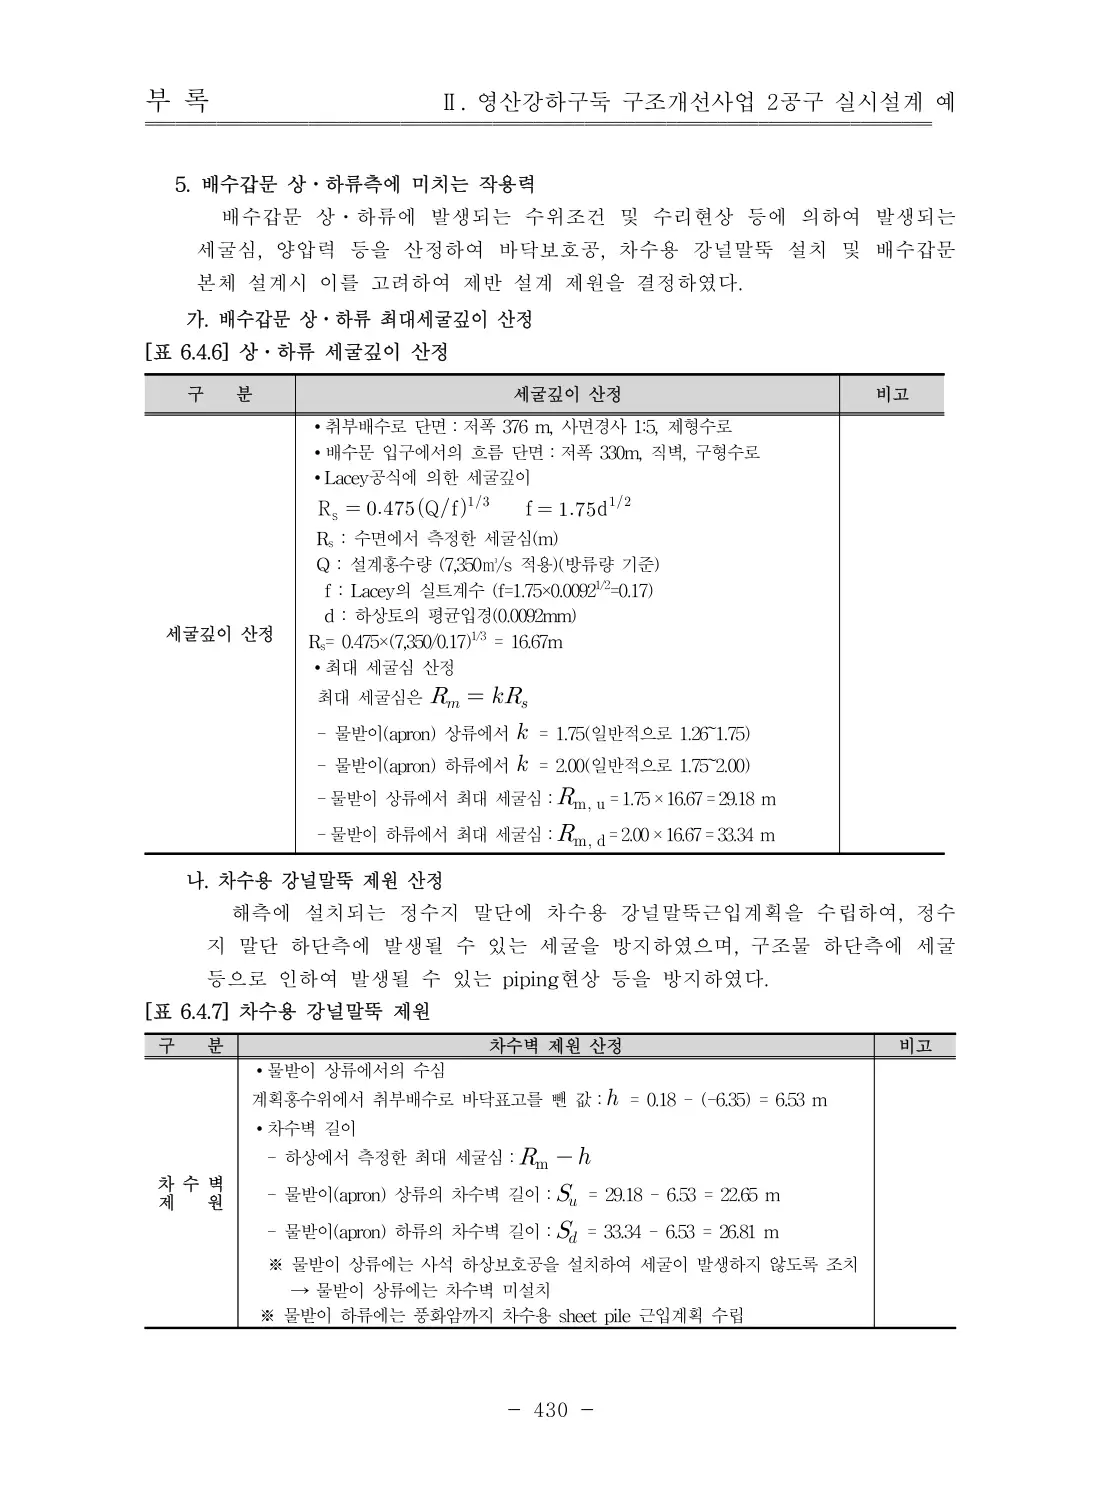 부 록
Ⅱ. 영산강하구둑 구조개선사업 2공구 실시설계 예
5. 배수갑문 상·하류측에 미치는 작용력
배수갑문 상·하류에 발생되는 수위조건 및 수리현상 등에 의하여 발생되는
세굴심, 양압력 등을 산정하여 바닥보호공, 차수용 강널말뚝 설치 및 배수갑문
본체 설계시 이를 고려하여 제반 설계 제원을 결정하였다.
가. 배수갑문 상·하류 최대세굴깊이 산정
[표 6.4.6] 상·하류 세굴깊이 산정
구 분 세굴깊이 산정 비고
•취부배수로 단면 : 저폭 376 m, 사면경사 1:5, 제형수로
•배수문 입구에서의 흐름 단면 : 저폭 330m, 직벽, 구형수로
•Lacey공식에 의한 세굴깊이
R_s = 0.475(Q/f)^{1/3} f = 1.75d^{1/2}
R_s : 수면에서 측정한 세굴심(m)
Q : 설계홍수량 (7,350㎥/s 적용)(방류량 기준)
f : Lacey의 실트계수 (f=1.75×0.0092^{1/2}=0.17)
d : 하상토의 평균입경(0.0092mm)
세굴깊이 산정
R_s= 0.475×(7,350/0.17)^{1/3} = 16.67m
•최대 세굴심 산정
최대 세굴심은 R_m = kR_s
- 물받이(apron) 상류에서 k = 1.75(일반적으로 1.26~1.75)
- 물받이(apron) 하류에서 k = 2.00(일반적으로 1.75~2.00)
- 물받이 상류에서 최대 세굴심 : R_{m, u} = 1.75 × 16.67 = 29.18 m
- 물받이 하류에서 최대 세굴심 : R_{m, d} = 2.00 × 16.67 = 33.34 m
나. 차수용 강널말뚝 제원 산정
해측에 설치되는 정수지 말단에 차수용 강널말뚝근입계획을 수립하여, 정수
지 말단 하단측에 발생될 수 있는 세굴을 방지하였으며, 구조물 하단측에 세굴
등으로 인하여 발생될 수 있는 piping현상 등을 방지하였다.
[표 6.4.7] 차수용 강널말뚝 제원
구 분 차수벽 제원 산정 비고
•물받이 상류에서의 수심
계획홍수위에서 취부배수로 바닥표고를 뺀 값 : h = 0.18 - (-6.35) = 6.53 m
•차수벽 길이
- 하상에서 측정한 최대 세굴심 : R_m - h
차 수 벽
제 원
- 물받이(apron) 상류의 차수벽 길이 : S_u = 29.18 - 6.53 = 22.65 m
- 물받이(apron) 하류의 차수벽 길이 : S_d = 33.34 - 6.53 = 26.81 m
※ 물받이 상류에는 사석 하상보호공을 설치하여 세굴이 발생하지 않도록 조치
→ 물받이 상류에는 차수벽 미설치
※ 물받이 하류에는 풍화암까지 차수용 sheet pile 근입계획 수립
- 430 -